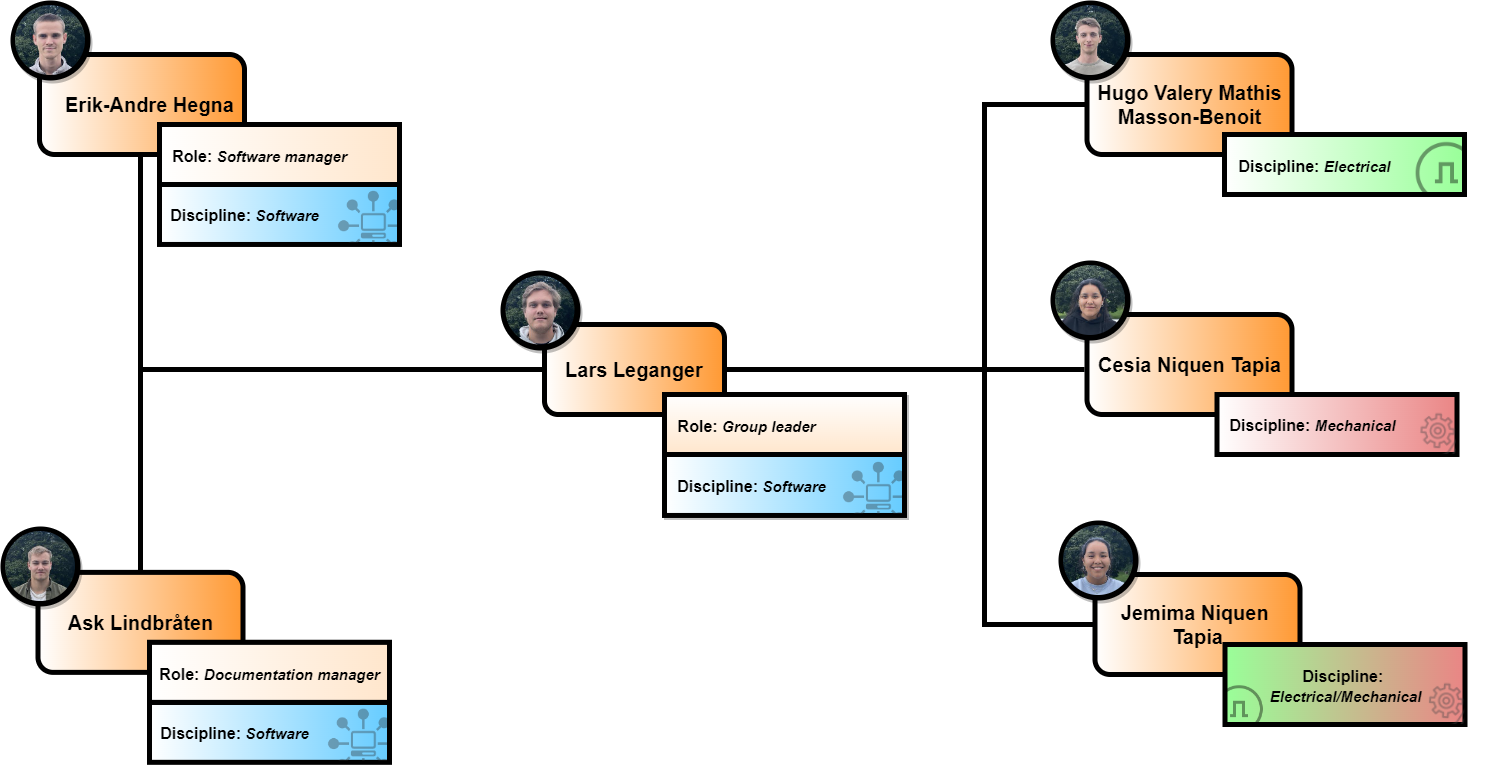 Erik-Andre Hegna
Role: Software manager
Discipline: Software
Ask Lindbråten
Role: Documentation manager
Discipline: Software
Lars Leganger
Role: Group leader
Discipline: Software
Hugo Valery Mathis
Masson-Benoit
Discipline: Electrical
Cesia Niquen Tapia
Discipline: Mechanical
Jemima Niquen
Tapia
Discipline:
Electrical/Mechanical